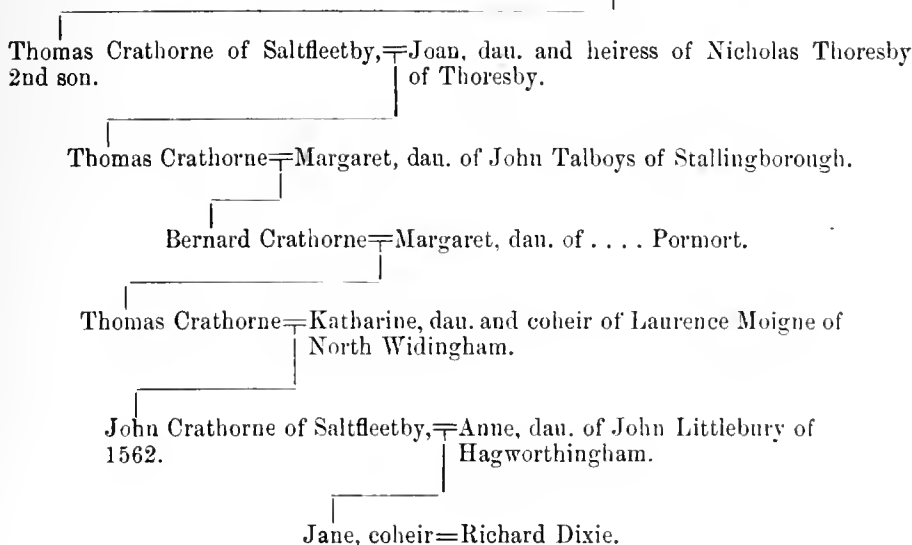 Thomas Crathorne of Saltfleetby,=Joan, dau. and heiress of Nicholas Thoresby
2nd son. of Thoresby.
Thomas Crathorne=Margaret, dau. of John Talboys of Stallingborough.
Bernard Crathorne=Margaret, dau. of . . . . Pormort.
Thomas Crathorne=Katharine, dau. and coheir of Laurence Moigne of
North Widingham.
John Crathorne of Saltfleetby,=Anne, dau. of John Littlebury of
1562. Hagworthingham.
Jane, coheir=Richard Dixie.